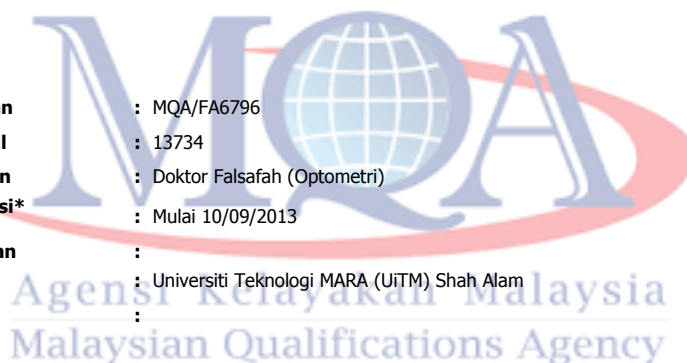 MQA
an : MQA/FA6796
l : 13734
n : Doktor Falsafah (Optometri)
si* : Mulai 10/09/2013
an :
: Universiti Teknologi MARA (UiTM) Shah Alam
Agensi Kelayakan Malaysia
:
Malaysian Qualifications Agency